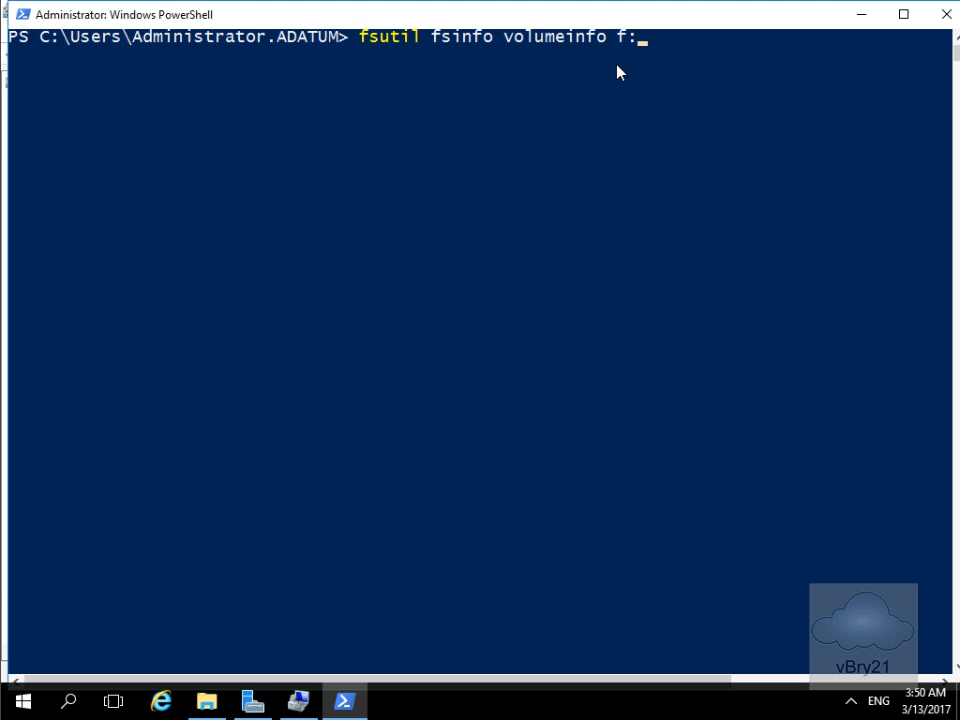 Administrator: Windows PowerShell
PS C:\Users\Administrator.ADATUM> fsutil fsinfo volumeinfo f:
vBry21
ENG
3:50 AM
3/13/2017